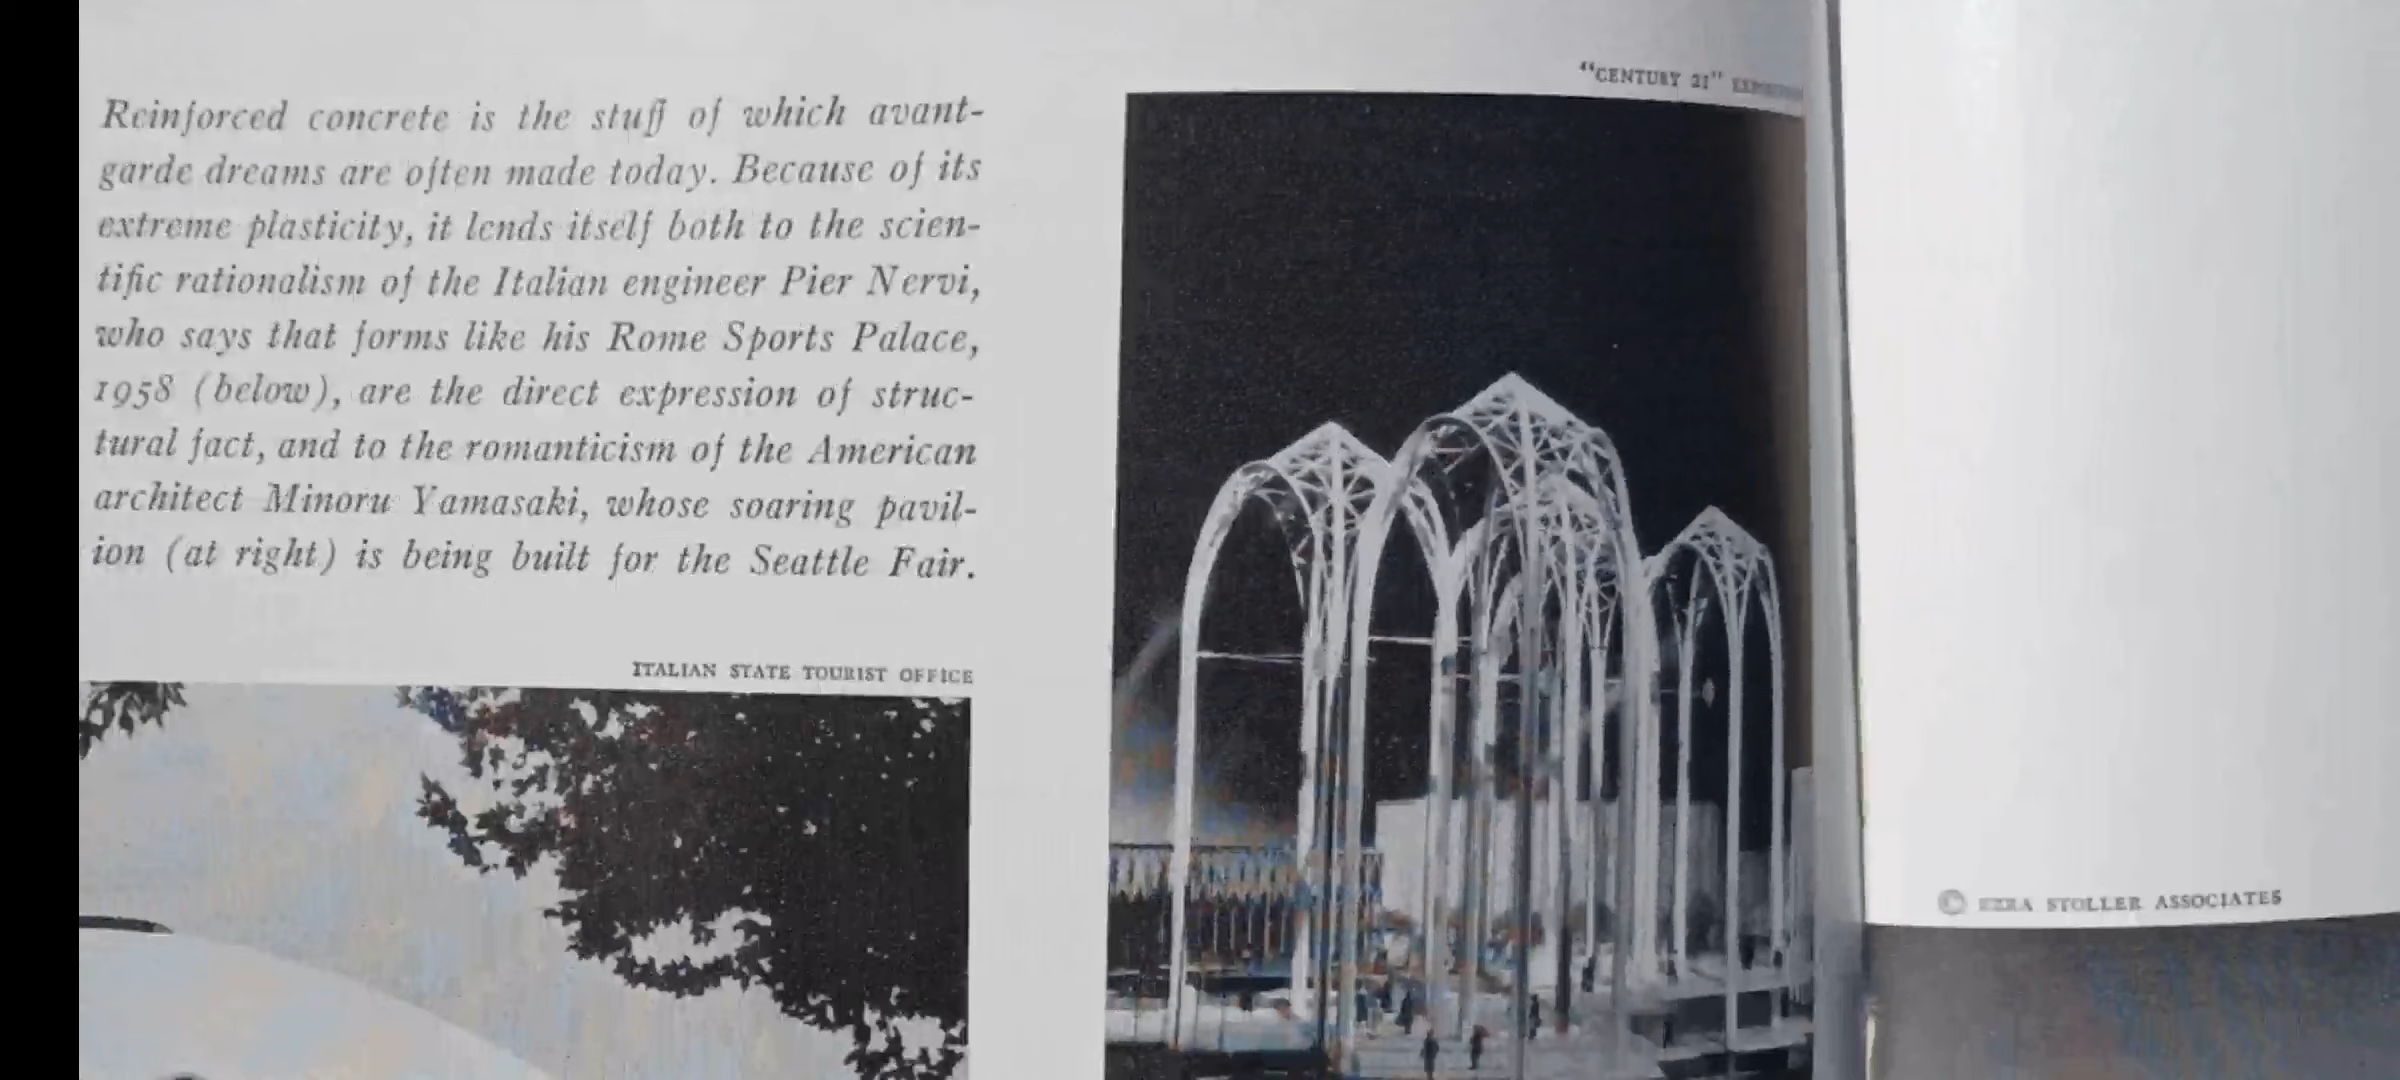 Reinforced concrete is the stuff of which avant-
garde dreams are often made today. Because of its
extreme plasticity, it lends itself both to the scien-
tific rationalism of the Italian engineer Pier Nervi,
who says that forms like his Rome Sports Palace,
1958 (below), are the direct expression of struc-
tural fact, and to the romanticism of the American
architect Minoru Yamasaki, whose soaring pavil-
ion (at right) is being built for the Seattle Fair.
ITALIAN STATE TOURIST OFFICE
"CENTURY 21"
© EZRA STOLLER ASSOCIATES